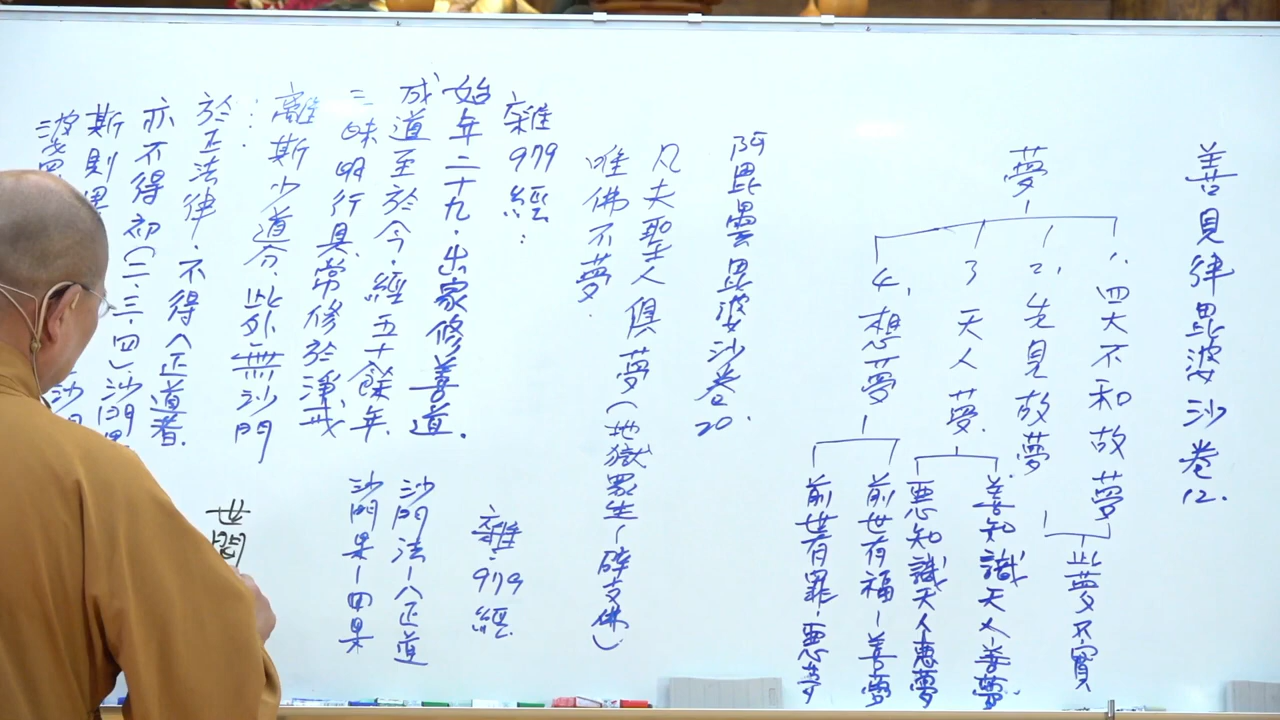 善見律毘婆沙卷12.
夢
1. 四大不和故夢
2. 先見故夢
此夢不實
3 天人夢.
善知識天人-善夢.
惡知識天人惡夢
4. 想夢
前世有福-善夢
前世有罪-惡夢
阿毘曇毘婆沙卷20.
凡夫聖人俱夢(地獄眾生-辟支佛)
唯佛不夢.
雜979經:
始年二十九.出家修善道.
成道至於今.經五十餘年.
三昧明行具.常修於淨戒
離斯少道分.此外無沙門
⋮
於正法律.不得八正道者.
亦不得初(二.三.四)沙門
斯則
雜:979經.
沙門法-八正道
沙門果-四果
世間